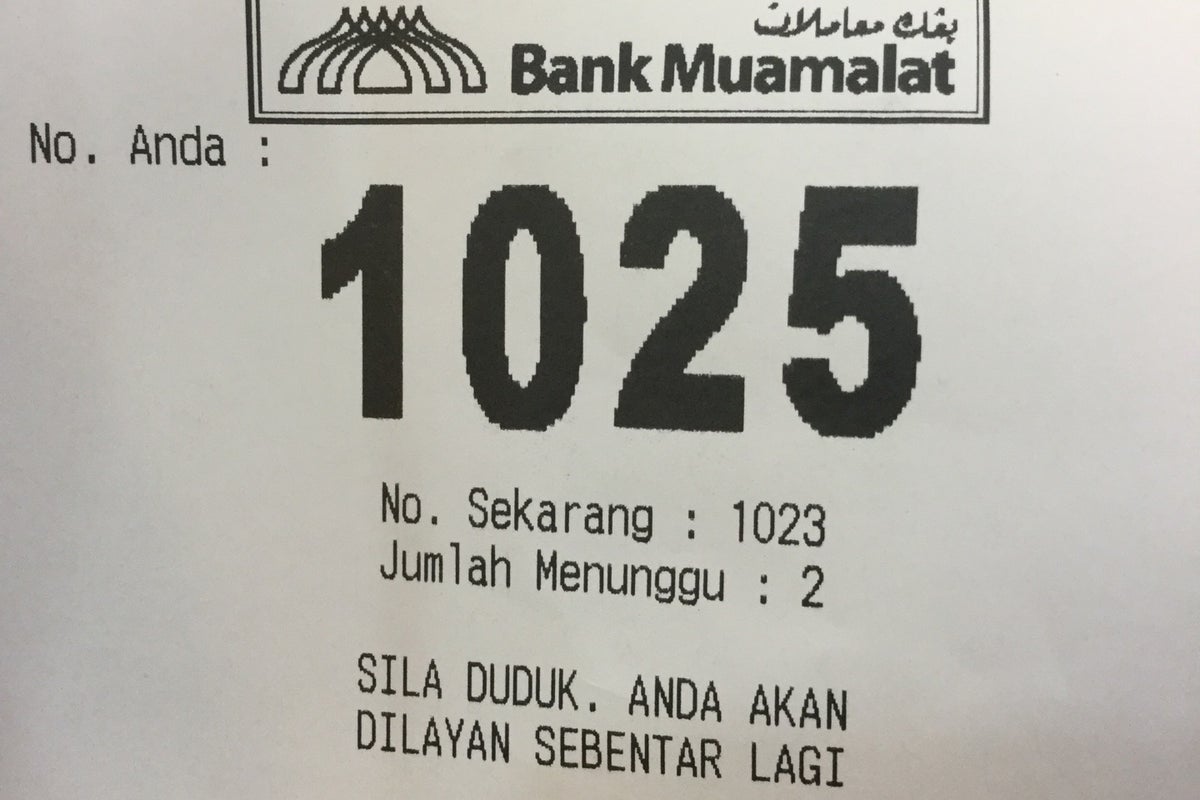 بڠك معاملات
Bank Muamalat
No. Anda :
1025
No. Sekarang : 1023
Jumlah Menunggu : 2
SILA DUDUK. ANDA AKAN
DILAYAN SEBENTAR LAGI